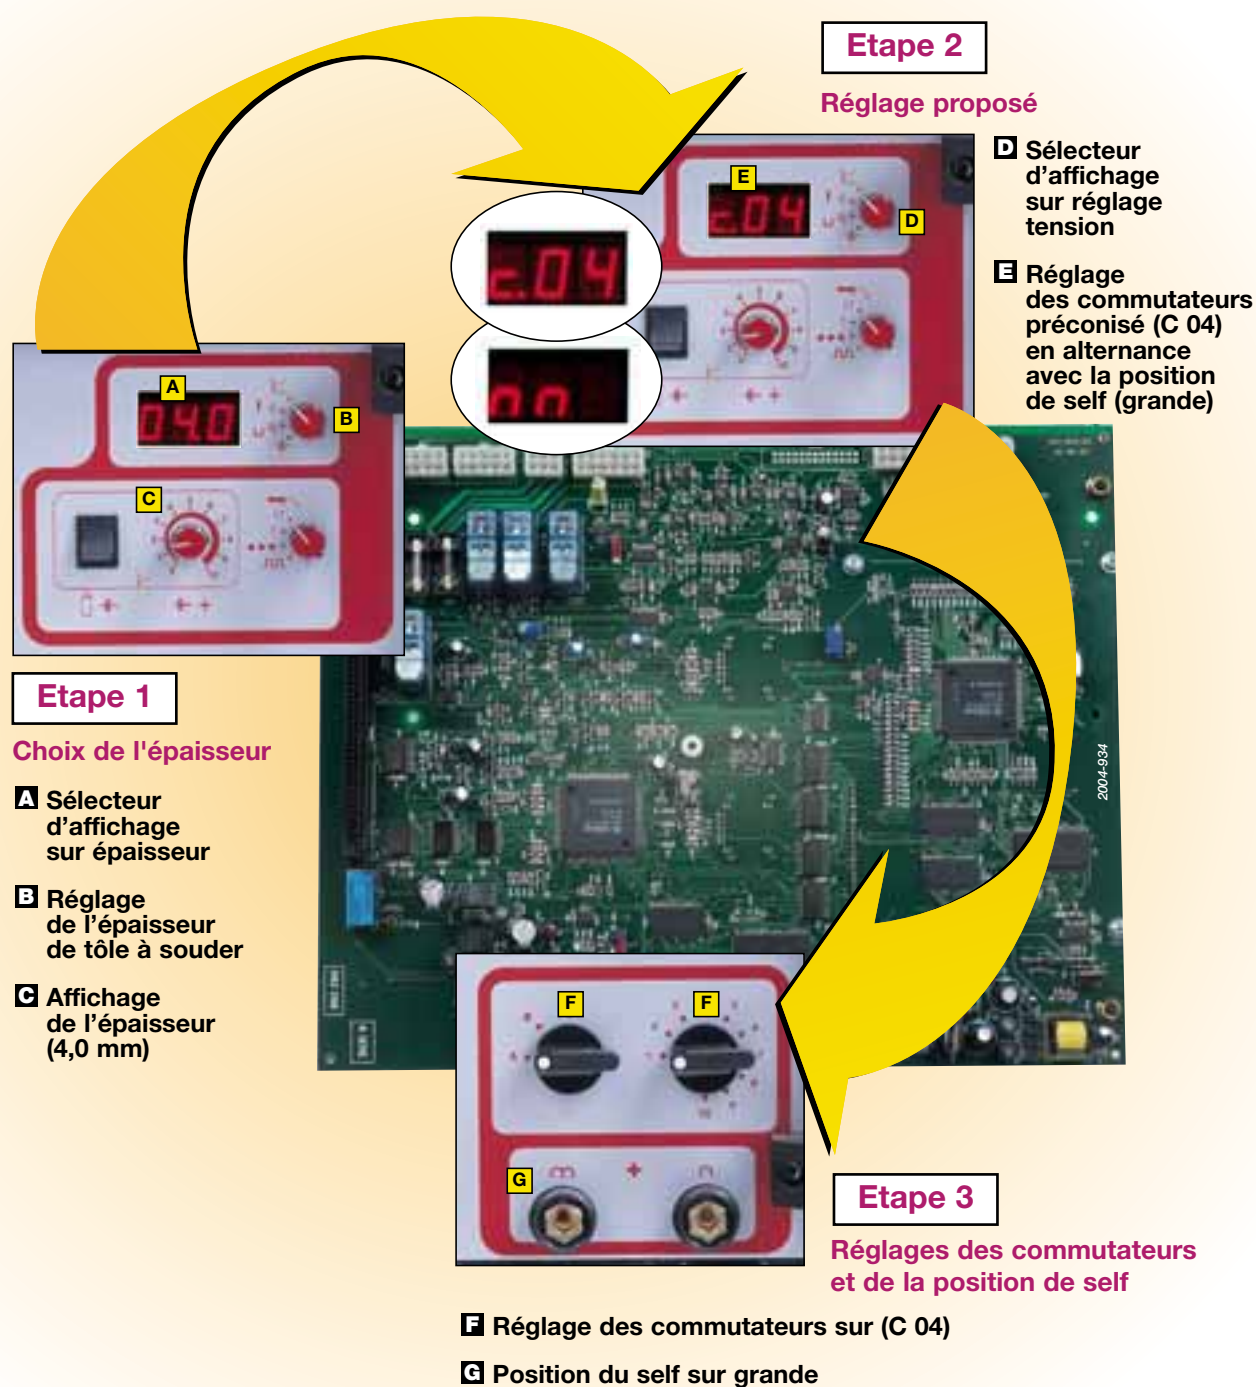 Etape 2
Réglage proposé
D Sélecteur
d'affichage
sur réglage
tension
E Réglage
des commutateurs
préconisé (C 04)
en alternance
avec la position
de self (grande)
E
c.04
D
c.04
A
04.0
B
C
Etape 1
Choix de l'épaisseur
A Sélecteur
d'affichage
sur épaisseur
B Réglage
de l'épaisseur
de tôle à souder
C Affichage
de l'épaisseur
(4,0 mm)
2004-934
F
F
G
+
Etape 3
Réglages des commutateurs
et de la position de self
F Réglage des commutateurs sur (C 04)
G Position du self sur grande